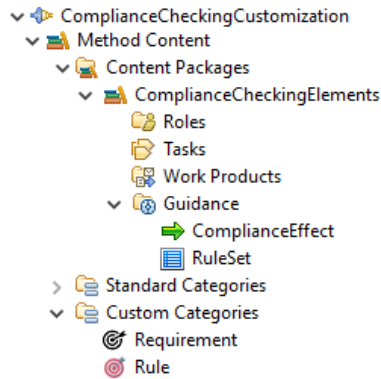 ComplianceCheckingCustomization
Method Content
Content Packages
ComplianceCheckingElements
Roles
Tasks
Work Products
Guidance
ComplianceEffect
RuleSet
Standard Categories
Custom Categories
Requirement
Rule